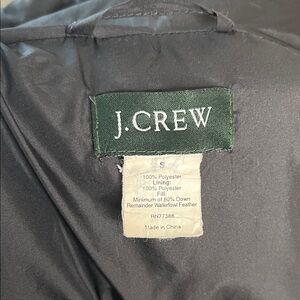 J.CREW
S
100% Polyester
Lining:
100% Polyester
Fill:
Minimum of 80% Down
Remainder Waterfowl Feather
RN77388
Made in China